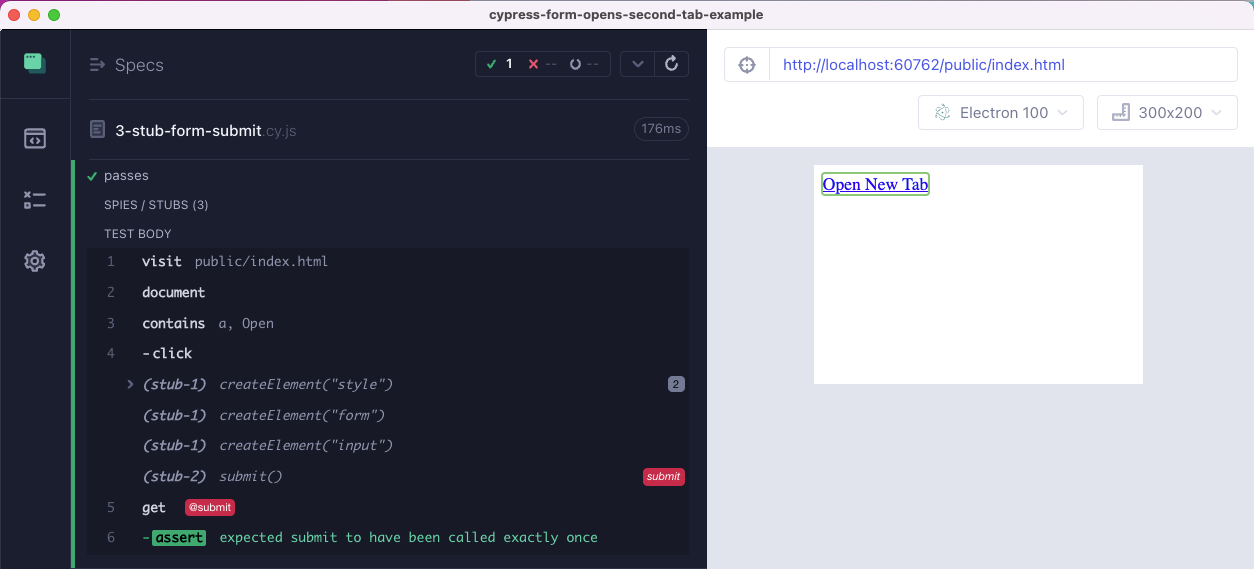 cypress-form-opens-second-tab-example
Specs
1 -- --
3-stub-form-submit.cy.js 176ms
passes
SPIES / STUBS (3)
TEST BODY
1 visit public/index.html
2 document
3 contains a, Open
4 -click
(stub-1) createElement("style") 2
(stub-1) createElement("form")
(stub-1) createElement("input")
(stub-2) submit() submit
5 get @submit
6 -assert expected submit to have been called exactly once
http://localhost:60762/public/index.html
Electron 100 300x200
Open New Tab